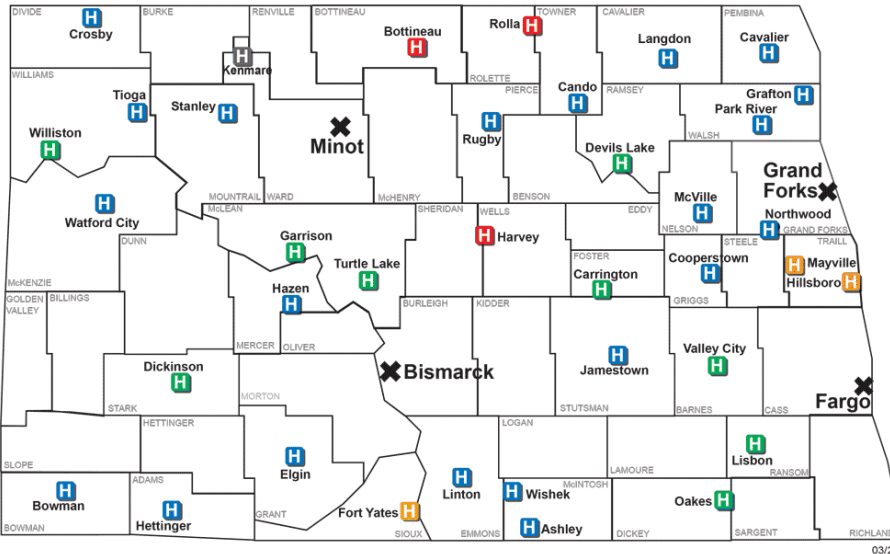 DIVIDE
BURKE
RENVILLE
BOTTINEAU
TOWNER
CAVALIER
PEMBINA
H
Crosby
H
Kenmare
Bottineau
H
Rolla H
Langdon
H
Cavalier
H
WILLIAMS
ROLETTE
PIERCE
RAMSEY
Tioga
H
Stanley H
Cando
H
Grafton H
Park River
H
Williston
H
Minot
H
Rugby
Devils Lake
H
WALSH
Grand
Forks
H
Watford City
MOUNTRAIL
WARD
McHENRY
BENSON
McVille
H
NELSON
Northwood
H
GRAND FORKS
McLEAN
SHERIDAN
WELLS
EDDY
DUNN
Garrison
H
H Harvey
STEELE
TRAILL
FOSTER
Turtle Lake
H
Carrington
H
Cooperstown
H
H Mayville
Hillsboro H
McKENZIE
GOLDEN
VALLEY
BILLINGS
Hazen
H
BURLEIGH
KIDDER
GRIGGS
MERCER
OLIVER
Dickinson
H
Bismarck
H
Jamestown
Valley City
H
MORTON
Fargo
STARK
STUTSMAN
BARNES
CASS
HETTINGER
LOGAN
SLOPE
H
Elgin
H
Lisbon
LAMOURE
RANSOM
ADAMS
H
Bowman
H
Hettinger
H
Linton
H Wishek
McINTOSH
Oakes H
Fort Yates H
GRANT
H Ashley
BOWMAN
SIOUX
EMMONS
DICKEY
SARGENT
RICHLAN
03/2